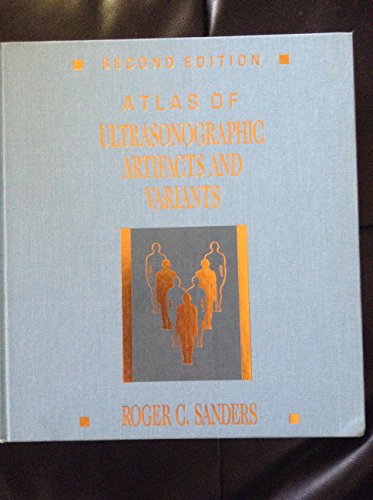 SECOND EDITION
ATLAS OF
ULTRASONOGRAPHIC
ARTIFACTS AND
VARIANTS
ROGER C. SANDERS